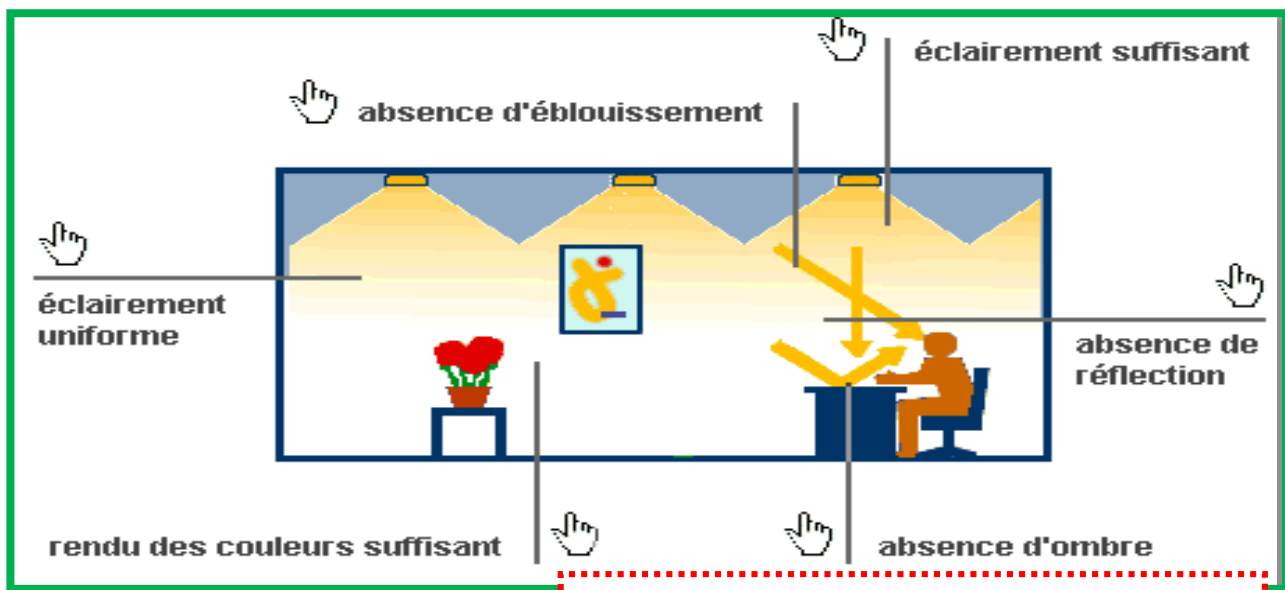 éclairement suffisant
absence d'éblouissement
éclairement
uniforme
absence de
réflection
rendu des couleurs suffisant
absence d'ombre